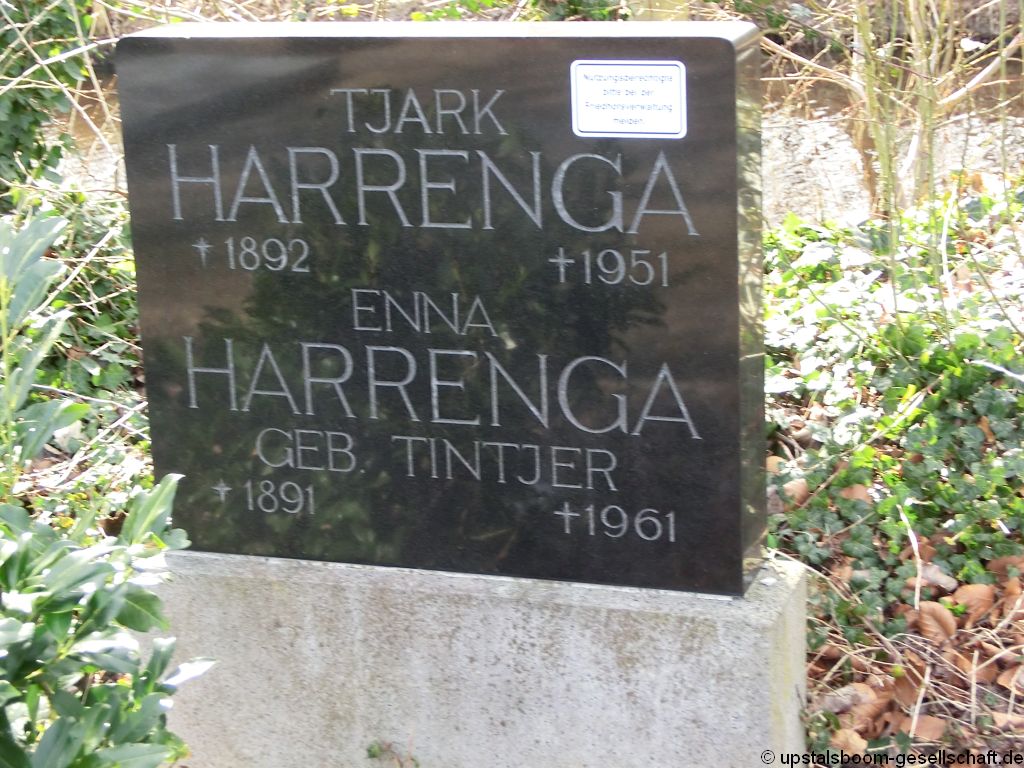 Nutzungsberechtigte
bitte bei der
Friedhofsverwaltung
melden
TJARK
HARRENGA
✦1892 ✝1951
ENNA
HARRENGA
GEB. TINTJER
✦1891 ✝1961
© upstalsboom-gesellschaft.de